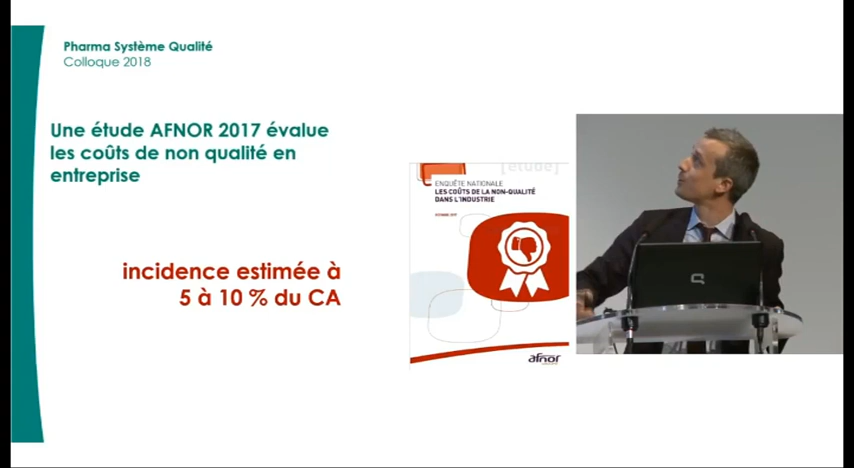 Pharma Système Qualité
Colloque 2018
Une étude AFNOR 2017 évalue
les coûts de non qualité en
entreprise
incidence estimée à
5 à 10 % du CA
[étude]
ENQUÊTE NATIONALE
LES COÛTS DE LA NON-QUALITÉ
DANS L'INDUSTRIE
afnor